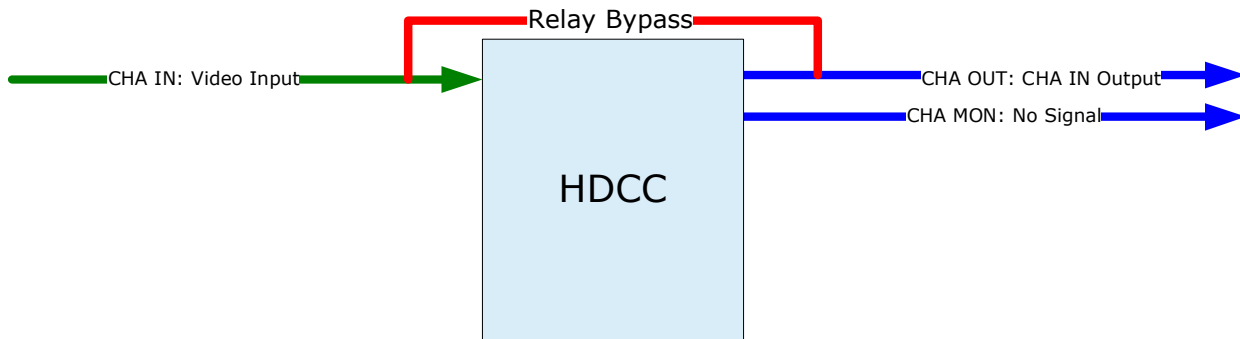 Relay Bypass
CHA IN: Video Input
CHA OUT: CHA IN Output
CHA MON: No Signal
HDCC